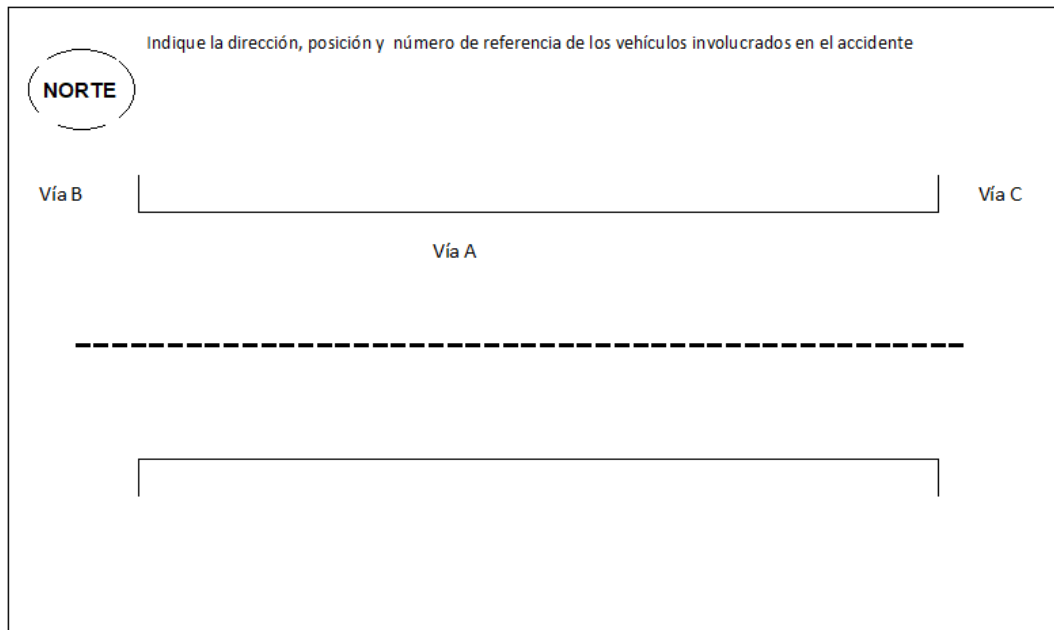 Indique la dirección, posición y número de referencia de los vehículos involucrados en el accidente
NORTE
Vía B
Vía C
Vía A